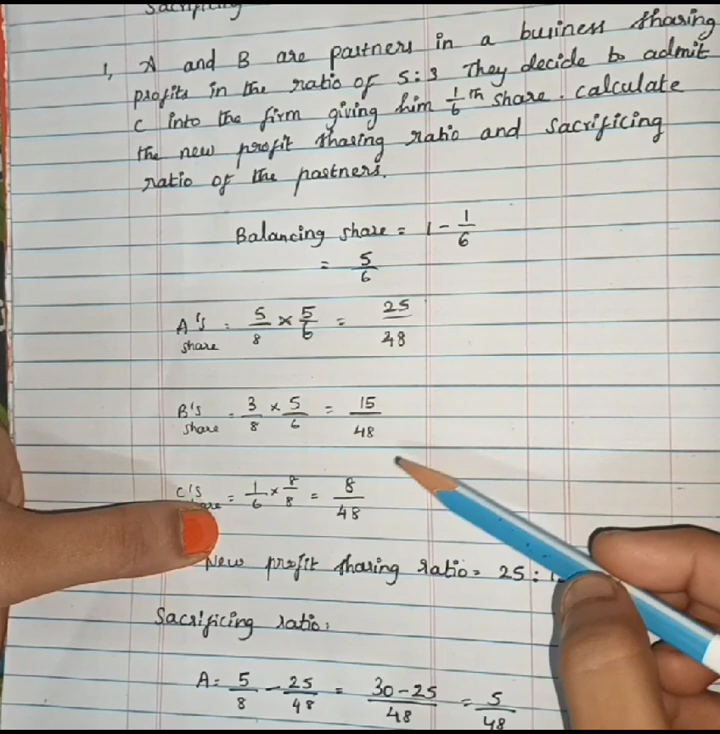 Sacrificing
1, A and B are partners in a business sharing
profits in the ratio of 5:3 They decide to admit
C into the firm giving him 1/6 th share. calculate
the new profit sharing ratio and sacrificing
ratio of the partners.
Balancing share = 1 - 1/6
= 5/6
A's share = 5/8 × 5/6 = 25/48
B's share = 3/8 × 5/6 = 15/48
C's = 1/6 × 8/8 = 8/48
New profit sharing ratio = 25 :
Sacrificing ratio:
A = 5/8 - 25/48 = 30-25/48 = 5/48